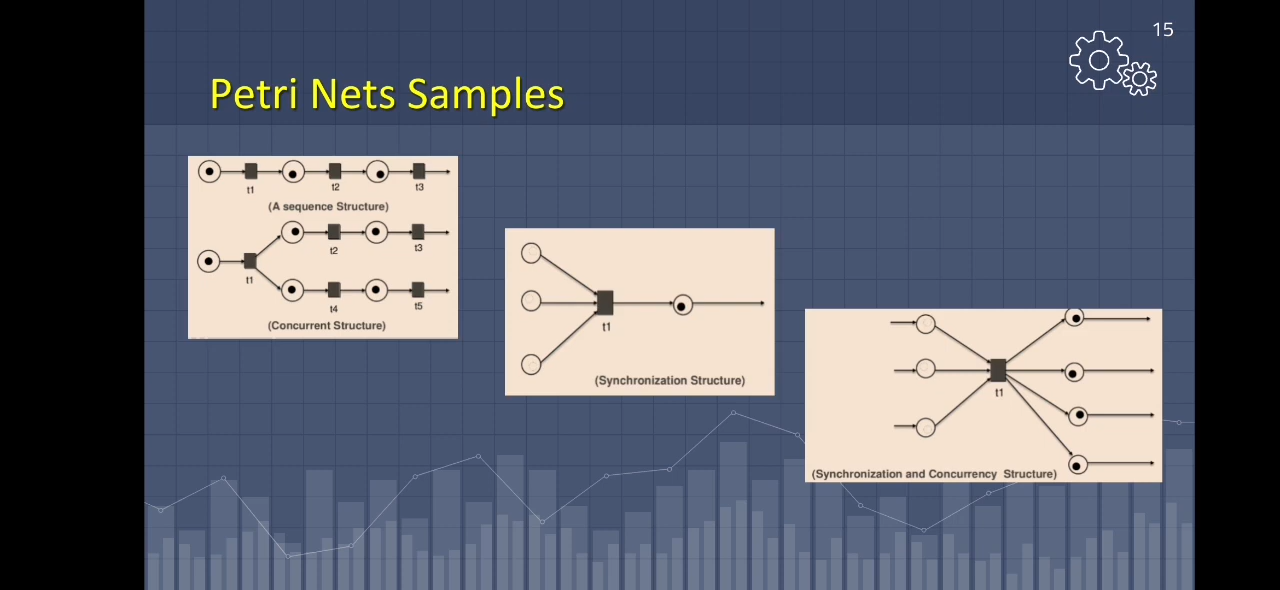 15
Petri Nets Samples
t1
t2
t3
(A sequence Structure)
t2
t3
t1
t4
t5
(Concurrent Structure)
t1
(Synchronization Structure)
t1
(Synchronization and Concurrency Structure)